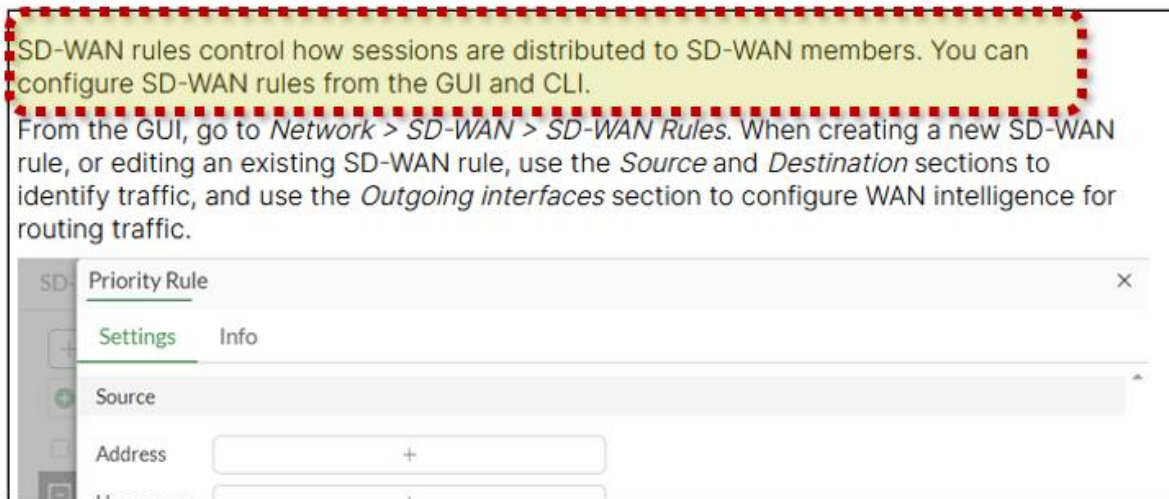 SD-WAN rules control how sessions are distributed to SD-WAN members. You can
configure SD-WAN rules from the GUI and CLI.
From the GUI, go to Network > SD-WAN > SD-WAN Rules. When creating a new SD-WAN
rule, or editing an existing SD-WAN rule, use the Source and Destination sections to
identify traffic, and use the Outgoing interfaces section to configure WAN intelligence for
routing traffic.
SD-
Priority Rule
Settings Info
Source
Address